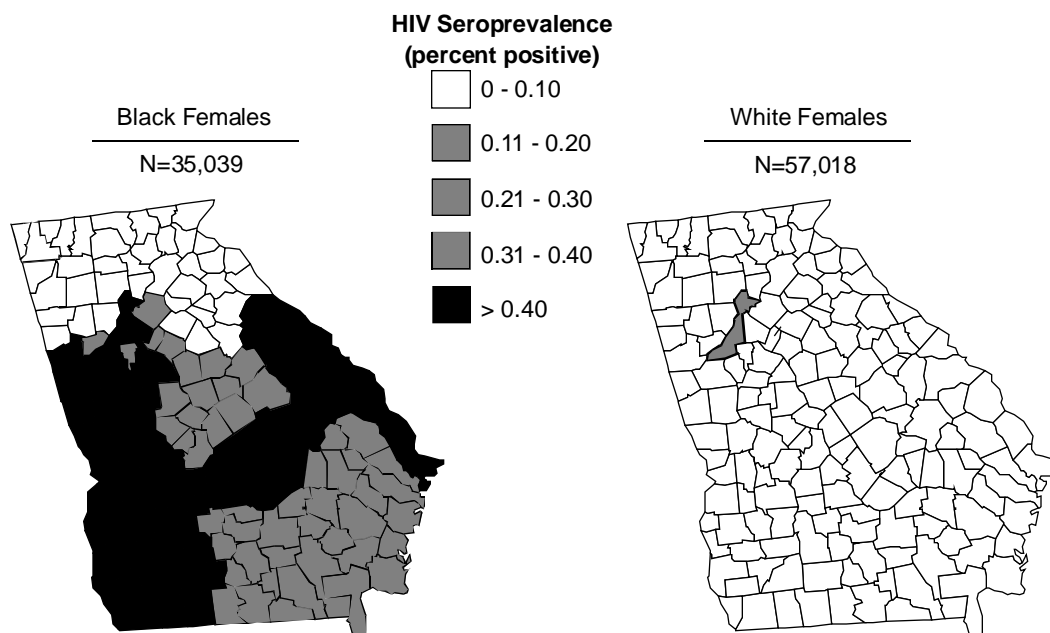 HIV Seroprevalence
(percent positive)
0 - 0.10
0.11 - 0.20
0.21 - 0.30
0.31 - 0.40
> 0.40
Black Females
N=35,039
White Females
N=57,018